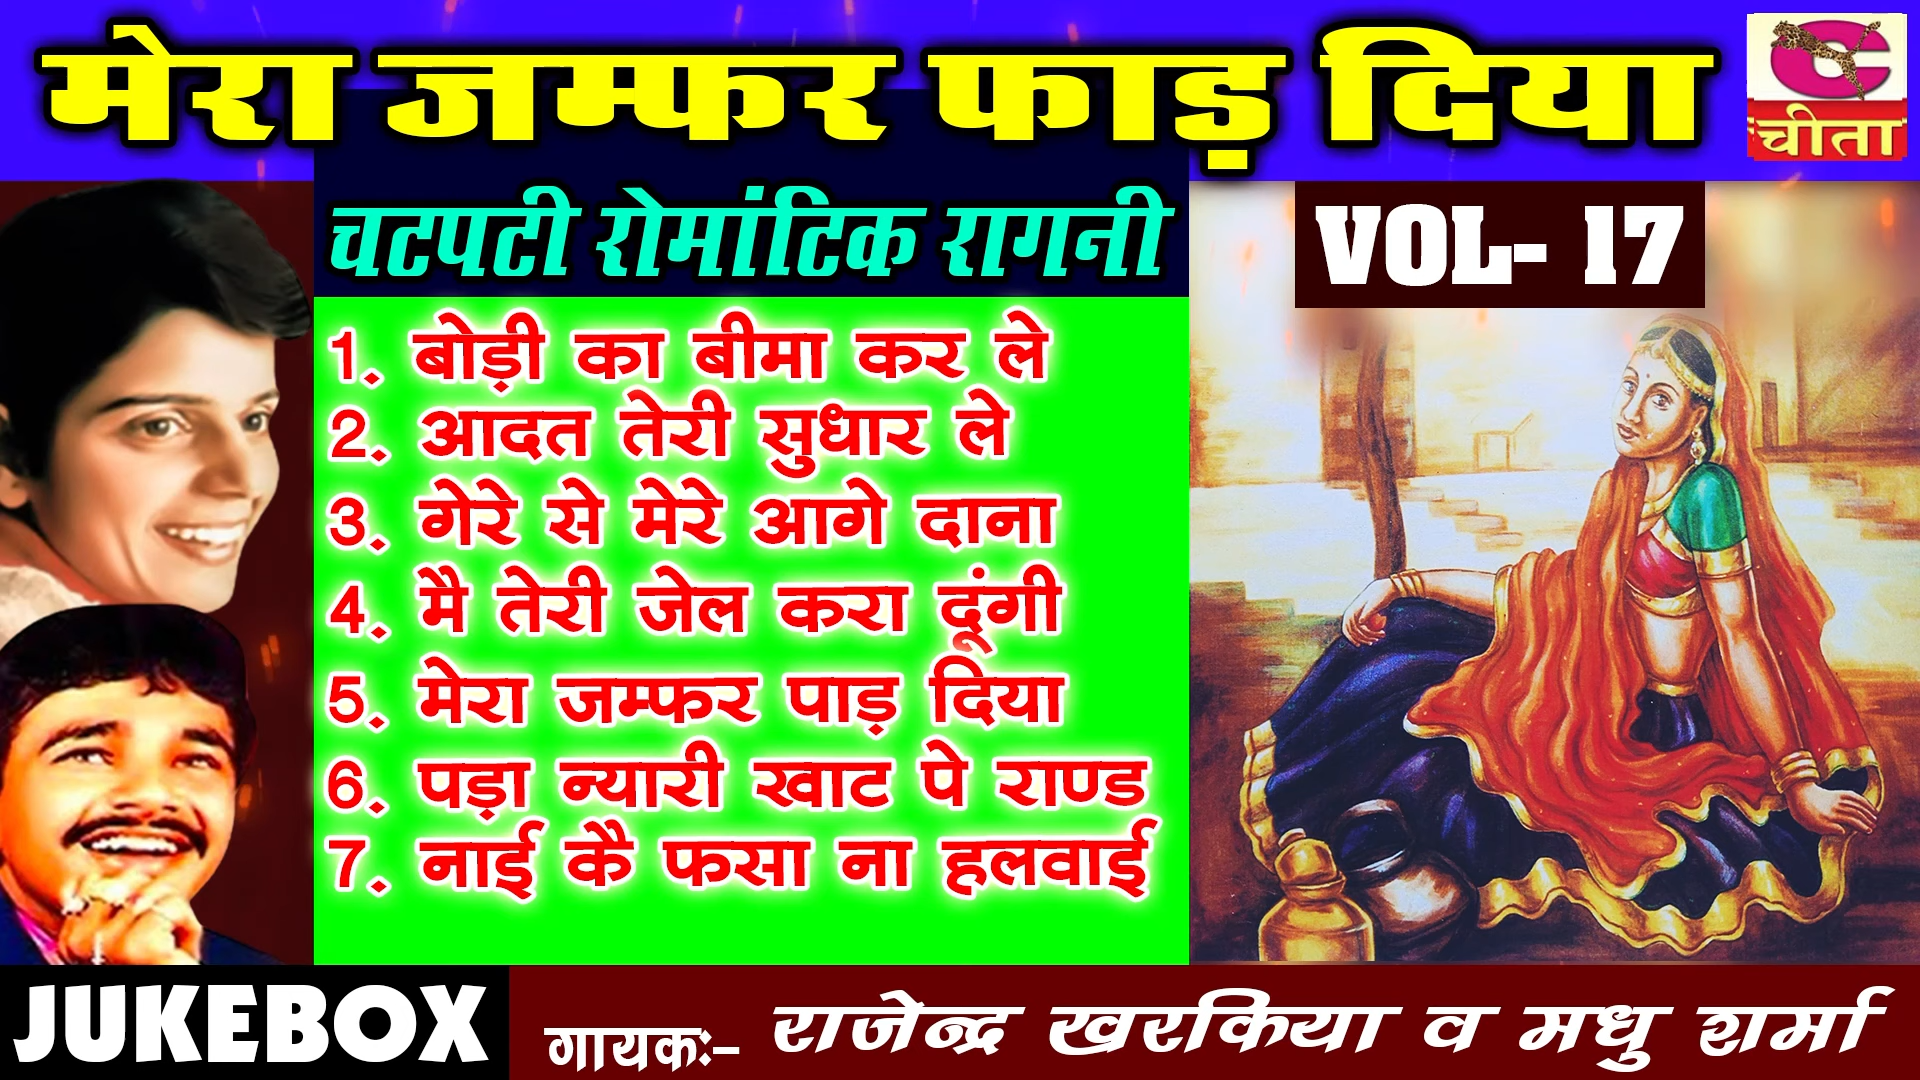 मेरा जम्फर फाड़ दिया
चीता
चटपटी रोमांटिक रागनी
VOL- 17
1. बोड़ी का बीमा कर ले
2. आदत तेरी सुधार ले
3. गेरे से मेरे आगे दाना
4. मै तेरी जेल करा दूंगी
5. मेरा जम्फर पाड़ दिया
6. पड़ा न्यारी खाट पे राण्ड
7. नाई कै फसा ना हलवाई
JUKEBOX
गायकः- राजेन्द्र खरकिया व मधु शर्मा